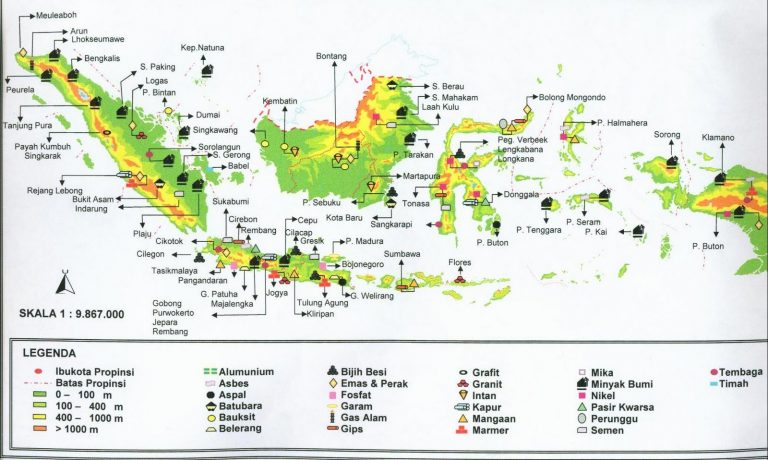 Meuleaboh
Arun
Lhokseumawe
Bengkalis
S. Paking
Logas
P. Bintan
Kep.Natuna
Dumai
Singkawang
Sorolangun
S. Gerong
Babel
Peurela
Tanjung Pura
Payah Kumbuh
Singkarak
Rejang Lebong
Bukit Asam
Indarung
Plaju
Kembatin
Bontang
S. Berau
S. Mahakam
Laah Kulu
P. Tarakan
Martapura
P. Sebuku
Kota Baru
Sangkarapi
Tonasa
Bolong Mongondo
Peg. Verbeek
Lengkabana
Longkana
Donggala
P. Buton
P. Halmahera
Sorong
Klamano
P. Tenggara
P. Seram
P. Kai
P. Buton
Sukabumi
Cirebon
Rembang
Cepu
Cilacap
Gresik
P. Madura
Bojonegoro
Cikotok
Cilegon
Tasikmalaya
Pangandaran
G. Patuha
Majalengka
Jogya
Kliripan
Tulung Agung
G. Welirang
Sumbawa
Flores
Gobong
Purwokerto
Jepara
Rembang
SKALA 1 : 9.867.000
LEGENDA
Ibukota Propinsi
Batas Propinsi
0 – 100 m
100 – 400 m
400 – 1000 m
> 1000 m
Alumunium
Asbes
Aspal
Batubara
Bauksit
Belerang
Bijih Besi
Emas & Perak
Fosfat
Garam
Gas Alam
Gips
Grafit
Granit
Intan
Kapur
Mangaan
Marmer
Mika
Minyak Bumi
Nikel
Pasir Kwarsa
Perunggu
Semen
Tembaga
Timah